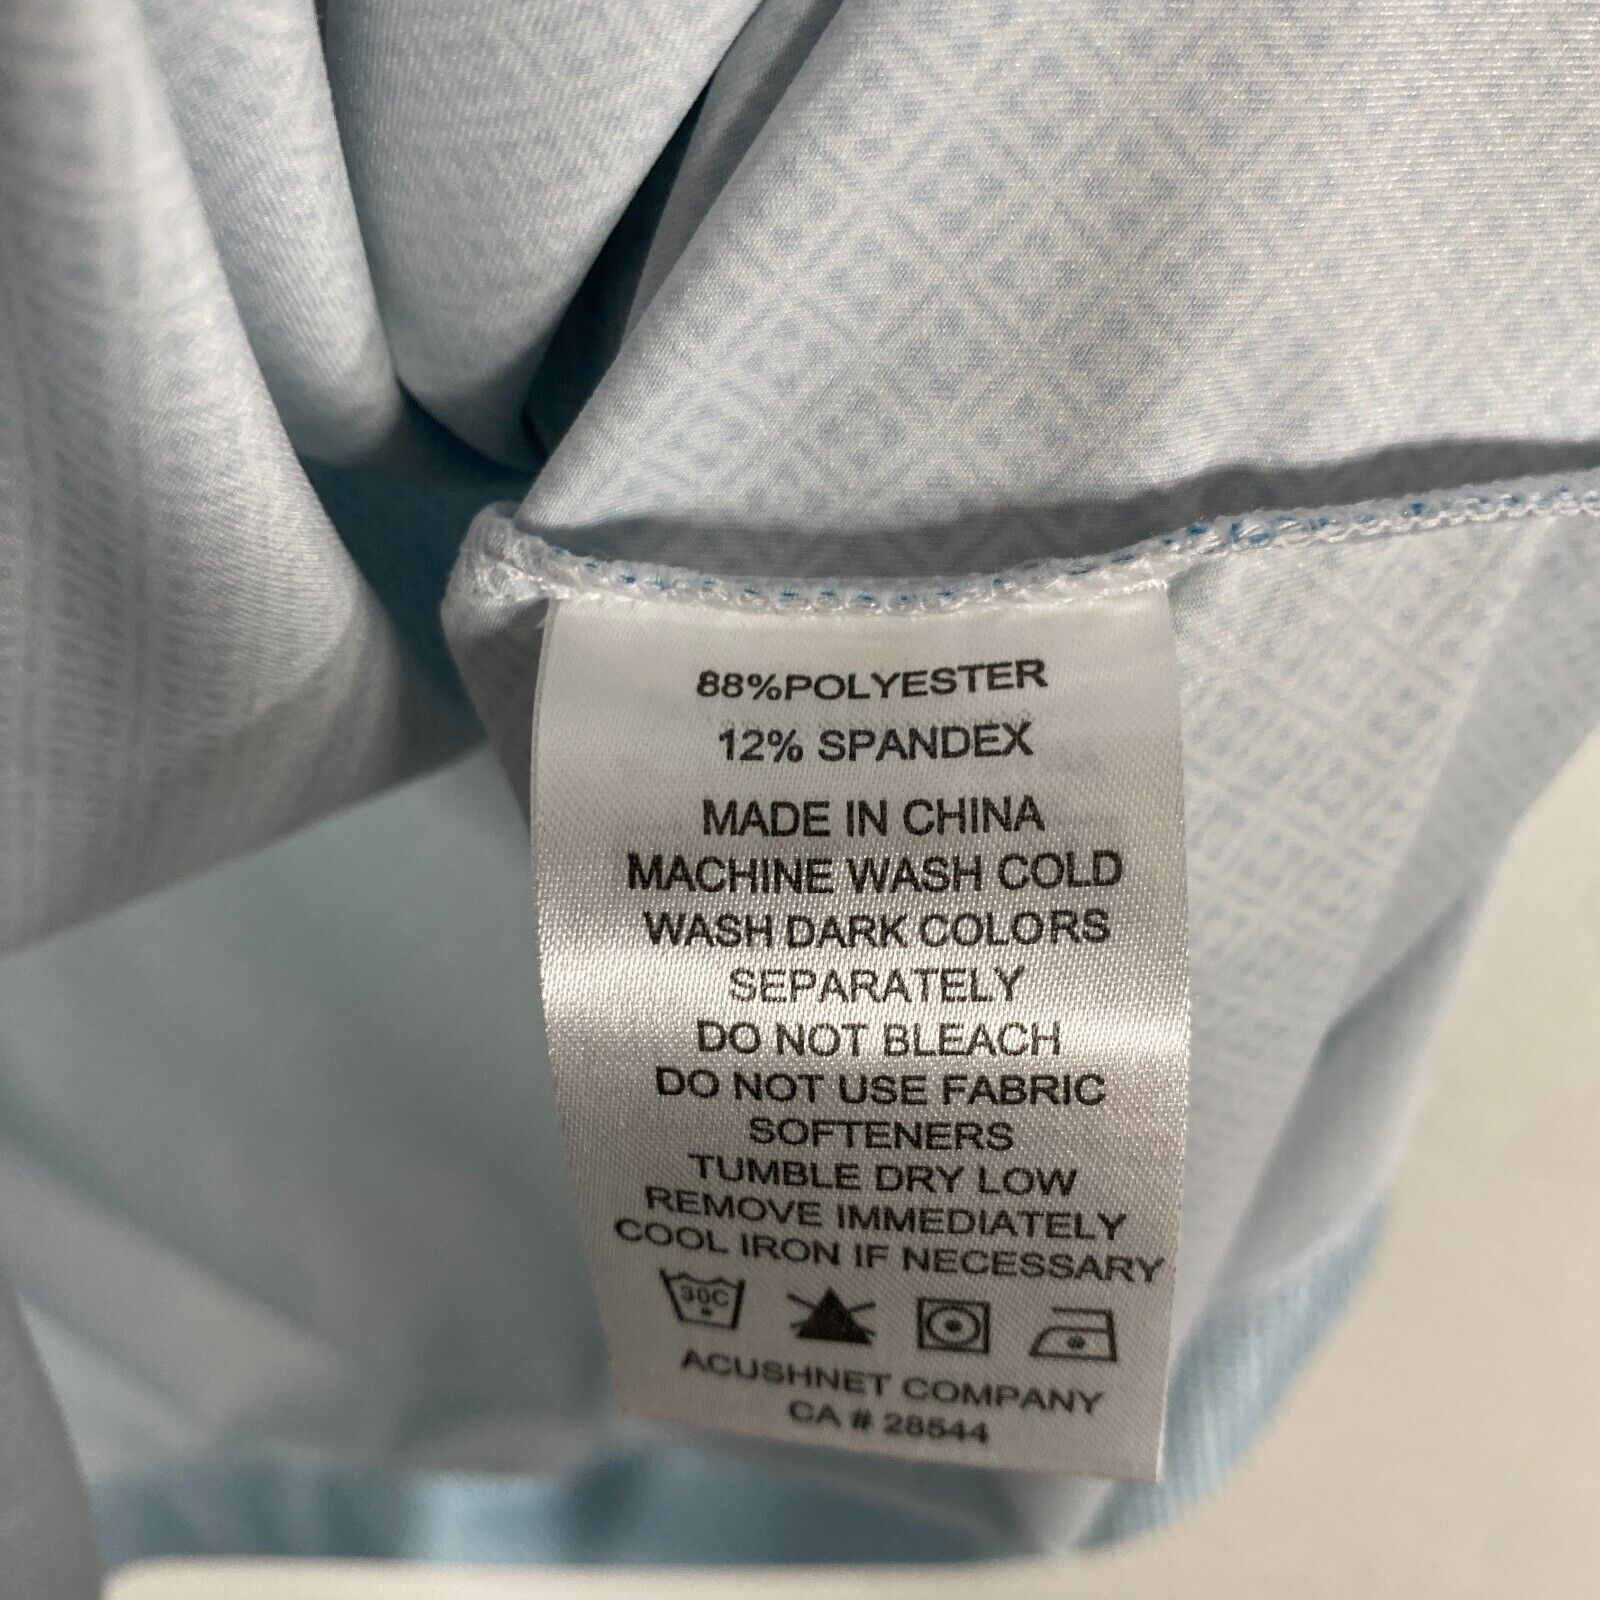 88%POLYESTER
12% SPANDEX
MADE IN CHINA
MACHINE WASH COLD
WASH DARK COLORS
SEPARATELY
DO NOT BLEACH
DO NOT USE FABRIC
SOFTENERS
TUMBLE DRY LOW
REMOVE IMMEDIATELY
COOL IRON IF NECESSARY
30C
ACUSHNET COMPANY
CA # 28544